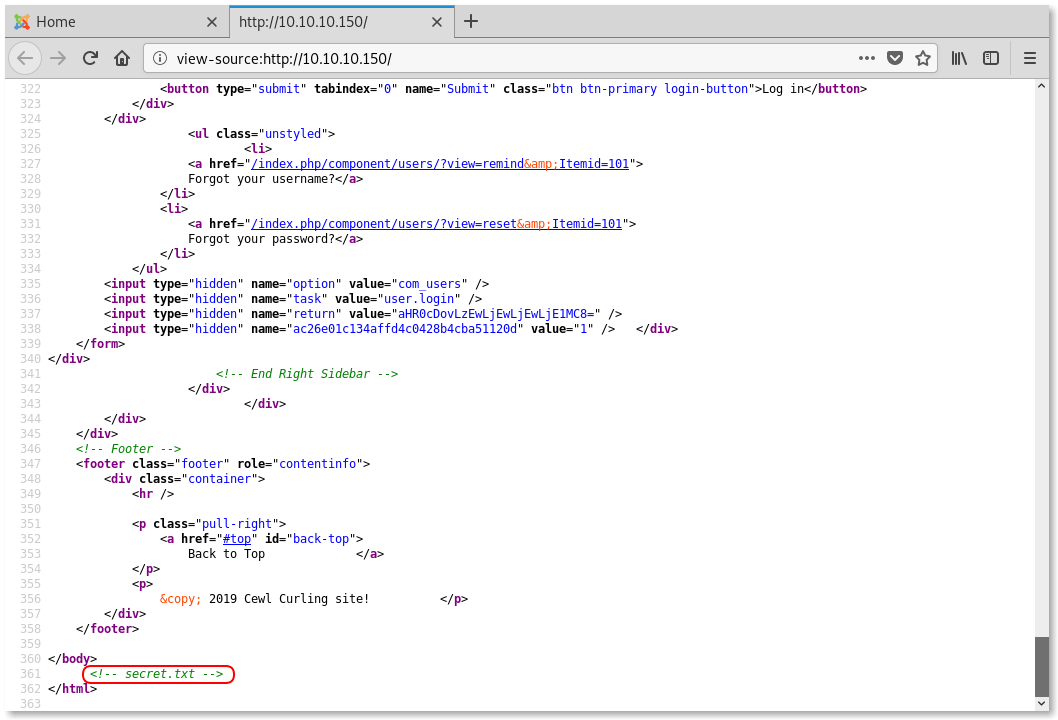 Home
http://10.10.10.150/
view-source:http://10.10.10.150/
322 <button type="submit" tabindex="0" name="Submit" class="btn btn-primary login-button">Log in</button>
323 </div>
324 </div>
325 <ul class="unstyled">
326 <li>
327 <a href="/index.php/component/users/?view=remind&amp;Itemid=101">
328 Forgot your username?</a>
329 </li>
330 <li>
331 <a href="/index.php/component/users/?view=reset&amp;Itemid=101">
332 Forgot your password?</a>
333 </li>
334 </ul>
335 <input type="hidden" name="option" value="com_users" />
336 <input type="hidden" name="task" value="user.login" />
337 <input type="hidden" name="return" value="aHR0cDovLzEwLjEwLjEwLjE1MC8=" />
338 <input type="hidden" name="ac26e01c134affd4c0428b4cba51120d" value="1" /> </div>
339 </form>
340 </div>
341 <!-- End Right Sidebar -->
342 </div>
343 </div>
344 </div>
345 </div>
346 <!-- Footer -->
347 <footer class="footer" role="contentinfo">
348 <div class="container">
349 <hr />
350
351 <p class="pull-right">
352 <a href="#top" id="back-top">
353 Back to Top </a>
354 </p>
355 <p>
356 &copy; 2019 Cewl Curling site! </p>
357 </div>
358 </footer>
359
360 </body>
361 <!-- secret.txt -->
362 </html>
363